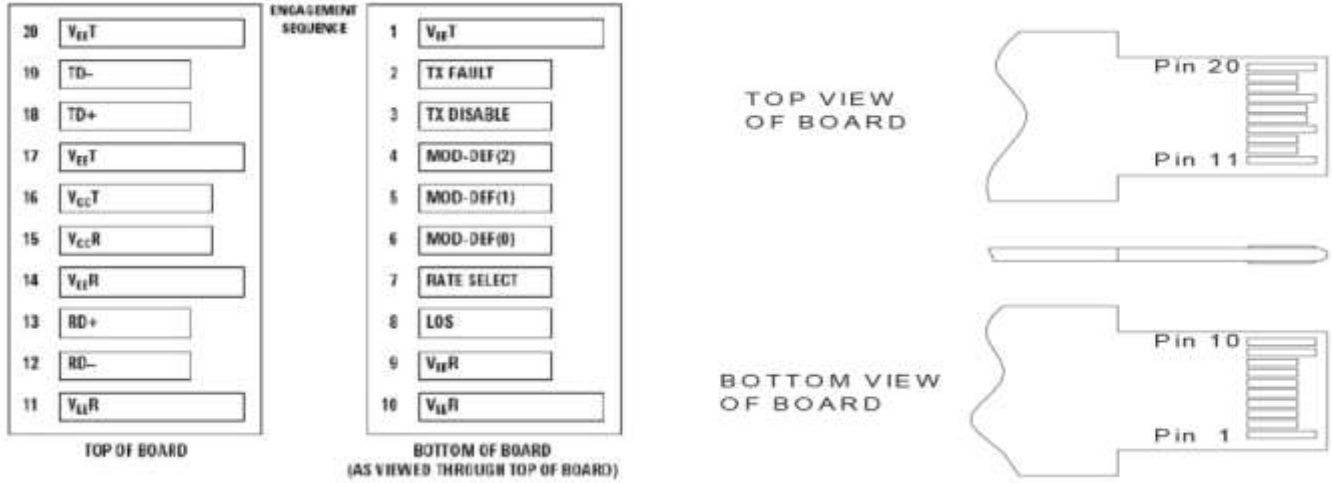 ENGAGEMENT
SEQUENCE
20 VEET
19 TD–
18 TD+
17 VEET
16 VCCT
15 VCCR
14 VEER
13 RD+
12 RD–
11 VEER
TOP OF BOARD
1 VEET
2 TX FAULT
3 TX DISABLE
4 MOD-DEF(2)
5 MOD-DEF(1)
6 MOD-DEF(0)
7 RATE SELECT
8 LOS
9 VEER
10 VEER
BOTTOM OF BOARD
(AS VIEWED THROUGH TOP OF BOARD)
TOP VIEW
OF BOARD
Pin 20
Pin 11
BOTTOM VIEW
OF BOARD
Pin 10
Pin 1